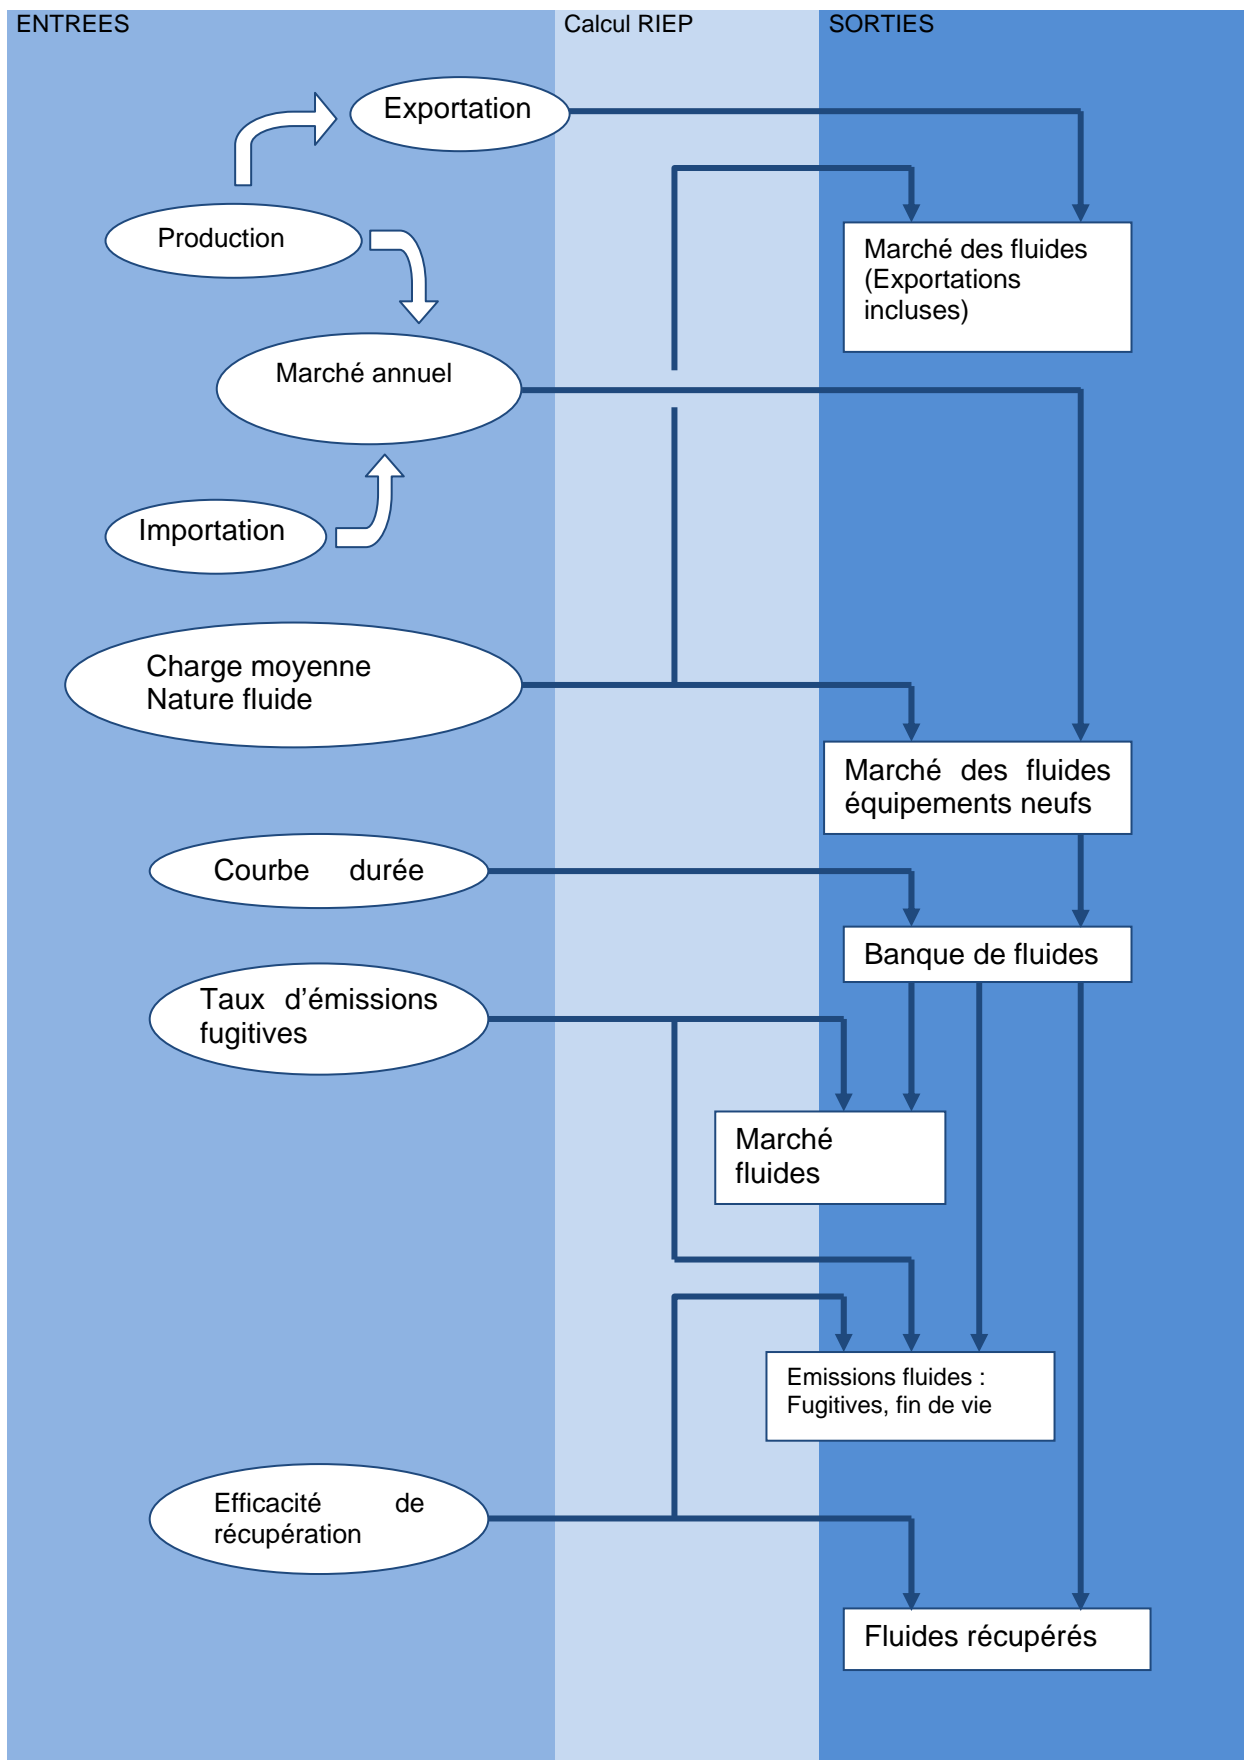 ENTREES
Calcul RIEP
SORTIES
Exportation
Production
Marché des fluides
(Exportations
incluses)
Marché annuel
Importation
Charge moyenne
Nature fluide
Marché des fluides
équipements neufs
Courbe durée
Banque de fluides
Taux d’émissions
fugitives
Marché
fluides
Emissions fluides :
Fugitives, fin de vie
Efficacité de
récupération
Fluides récupérés